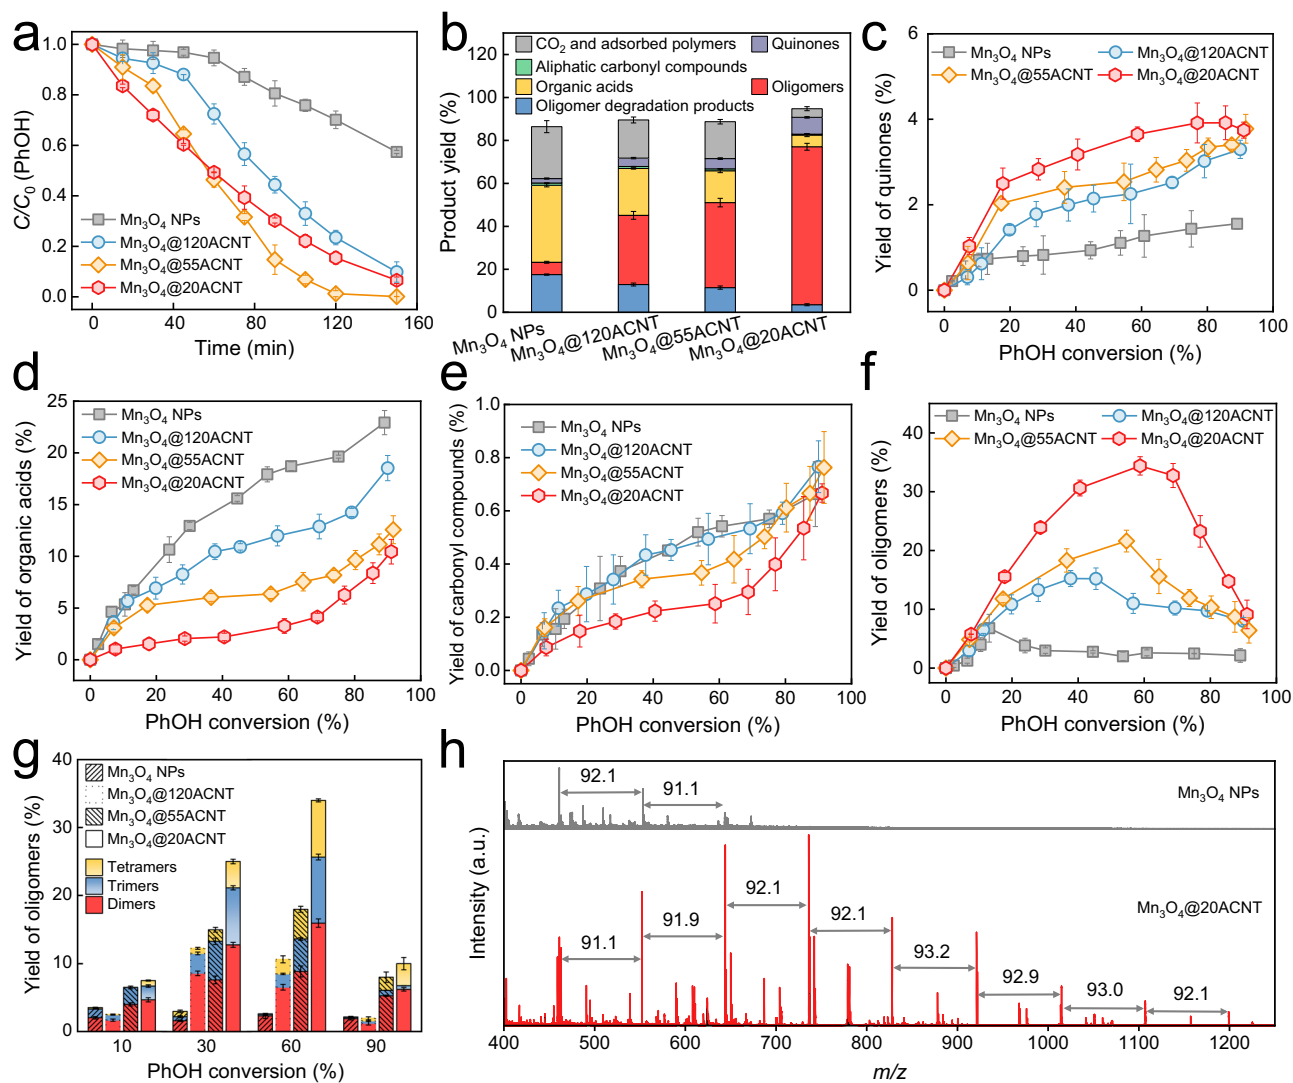 a
C/C₀ (PhOH)
1.0
0.8
0.6
0.4
0.2
0.0
Mn₃O₄ NPs
Mn₃O₄@120ACNT
Mn₃O₄@55ACNT
Mn₃O₄@20ACNT
0 40 80 120 160
Time (min)
b
Product yield (%)
120
100
80
60
40
20
0
CO₂ and adsorbed polymers
Quinones
Aliphatic carbonyl compounds
Organic acids
Oligomers
Oligomer degradation products
Mn₃O₄ NPs
Mn₃O₄@120ACNT
Mn₃O₄@55ACNT
Mn₃O₄@20ACNT
c
Yield of quinones (%)
6
4
2
0
Mn₃O₄ NPs
Mn₃O₄@120ACNT
Mn₃O₄@55ACNT
Mn₃O₄@20ACNT
0 20 40 60 80 100
PhOH conversion (%)
d
Yield of organic acids (%)
25
20
15
10
5
0
Mn₃O₄ NPs
Mn₃O₄@120ACNT
Mn₃O₄@55ACNT
Mn₃O₄@20ACNT
0 20 40 60 80 100
PhOH conversion (%)
e
Yield of carbonyl compounds (%)
1.0
0.8
0.6
0.4
0.2
0.0
Mn₃O₄ NPs
Mn₃O₄@120ACNT
Mn₃O₄@55ACNT
Mn₃O₄@20ACNT
0 20 40 60 80 100
PhOH conversion (%)
f
Yield of oligomers (%)
40
30
20
10
0
Mn₃O₄ NPs
Mn₃O₄@120ACNT
Mn₃O₄@55ACNT
Mn₃O₄@20ACNT
0 20 40 60 80 100
PhOH conversion (%)
g
Yield of oligomers (%)
40
30
20
10
0
Mn₃O₄ NPs
Mn₃O₄@120ACNT
Mn₃O₄@55ACNT
Mn₃O₄@20ACNT
Tetramers
Trimers
Dimers
10 30 60 90
PhOH conversion (%)
h
Intensity (a.u.)
92.1
91.1
Mn₃O₄ NPs
Mn₃O₄@20ACNT
91.1
91.9
92.1
92.1
93.2
92.9
93.0
92.1
400 500 600 700 800 900 1000 1100 1200
m/z